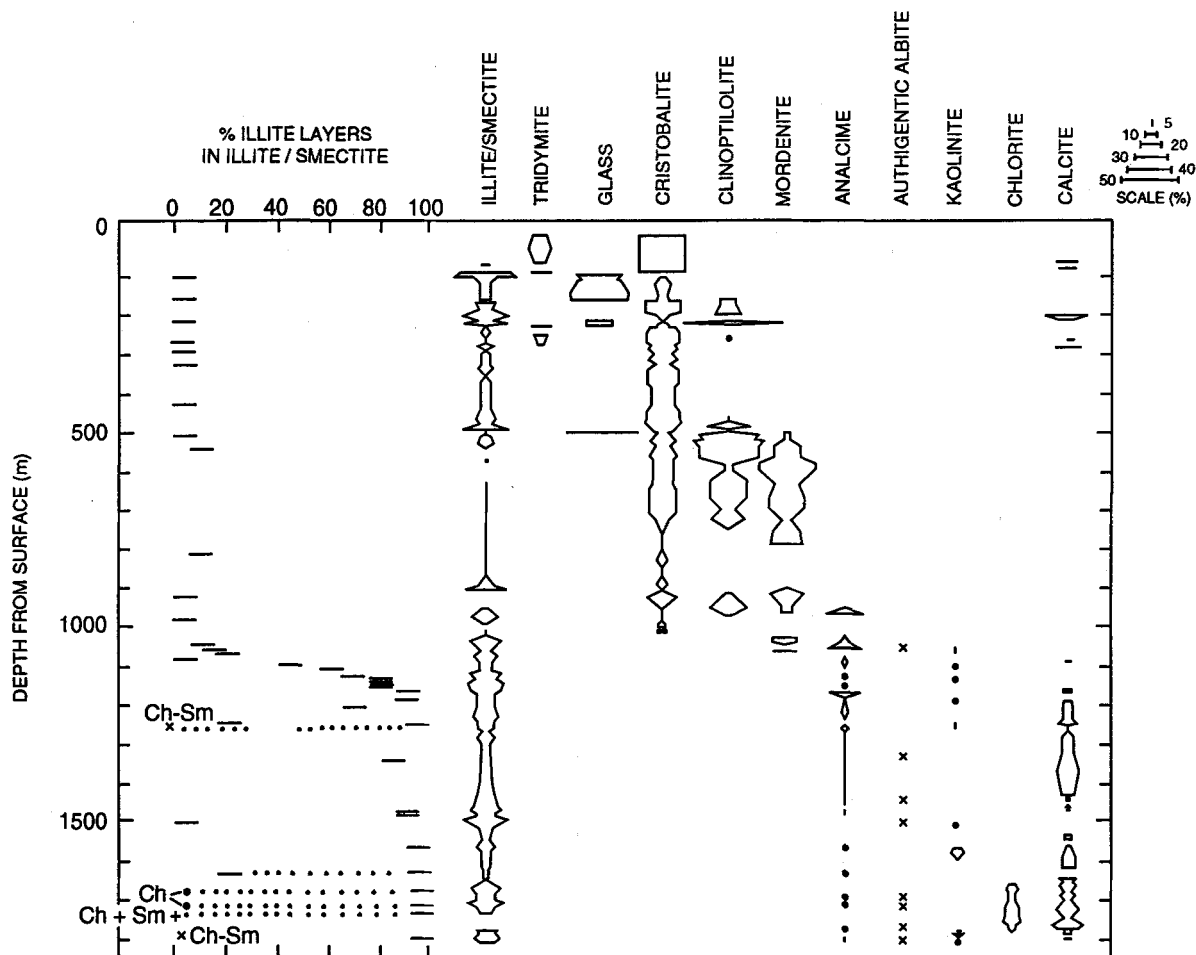 % ILLITE LAYERS
IN ILLITE / SMECTITE
ILLITE/SMECTITE
TRIDYMITE
GLASS
CRISTOBALITE
CLINOPTILOLITE
MORDENITE
ANALCIME
AUTHIGENTIC ALBITE
KAOLINITE
CHLORITE
CALCITE
5
10
20
30
40
50
SCALE (%)
0 20 40 60 80 100
0
500
1000
1500
DEPTH FROM SURFACE (m)
Ch-Sm
Ch
Ch + Sm
Ch-Sm